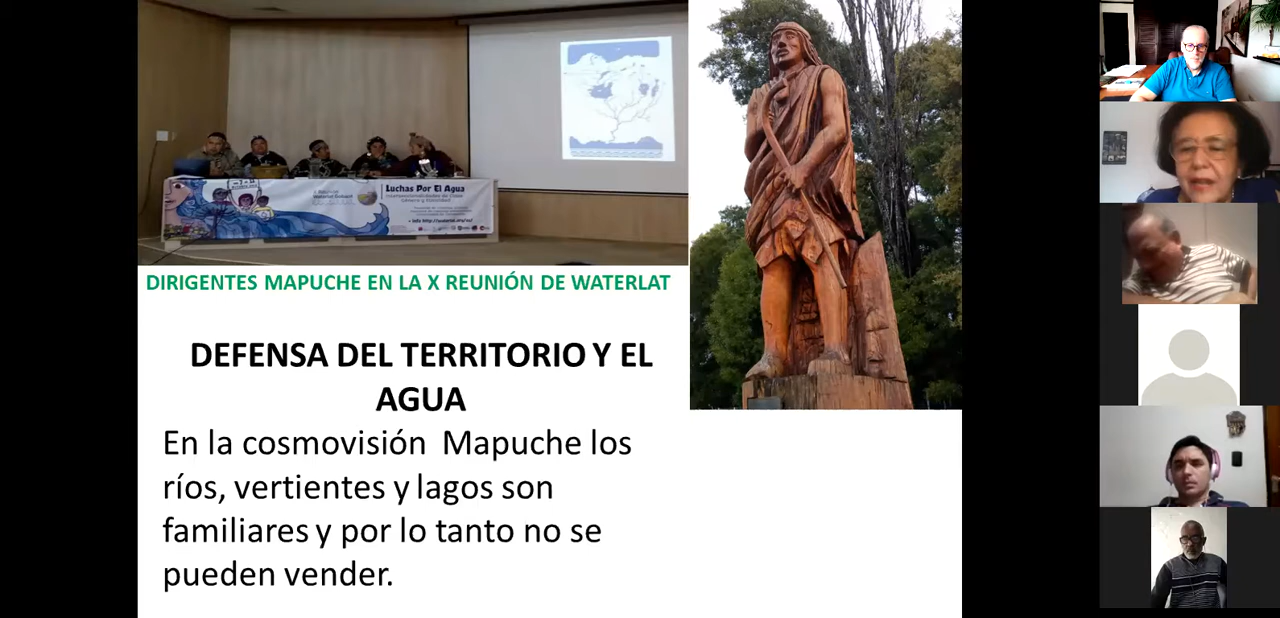 Luchas Por El Agua
DIRIGENTES MAPUCHE EN LA X REUNIÓN DE WATERLAT
DEFENSA DEL TERRITORIO Y EL
AGUA
En la cosmovisión Mapuche los
ríos, vertientes y lagos son
familiares y por lo tanto no se
pueden vender.